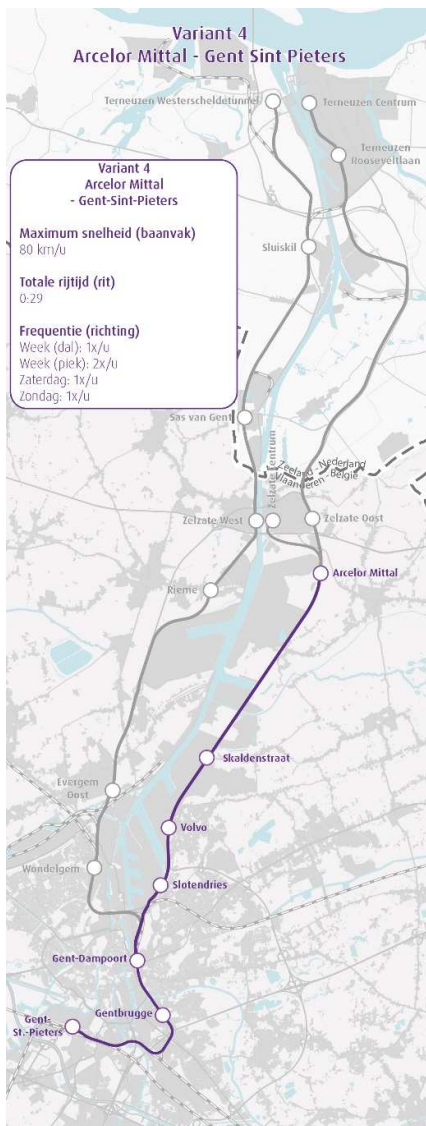 Variant 4
Arcelor Mittal - Gent Sint Pieters
Terneuzen Westerscheldetunnel
Terneuzen Centrum
Terneuzen
Rooseveltlaan
Variant 4
Arcelor Mittal
- Gent-Sint-Pieters
Maximum snelheid (baanvak)
80 km/u
Totale rijtijd (rit)
0:29
Frequentie (richting)
Week (dal): 1x/u
Week (piek): 2x/u
Zaterdag: 1x/u
Zondag: 1x/u
Sluiskil
Sas van Gent
Zelzate Centrum
Zeeland - Nederland
Vlaanderen - België
Zelzate West
Zelzate Oost
Arcelor Mittal
Rieme
Skaldenstraat
Evergem
Oost
Volvo
Wondelgem
Slotendries
Gent-Dampoort
Gentbrugge
Gent-
St.-Pieters